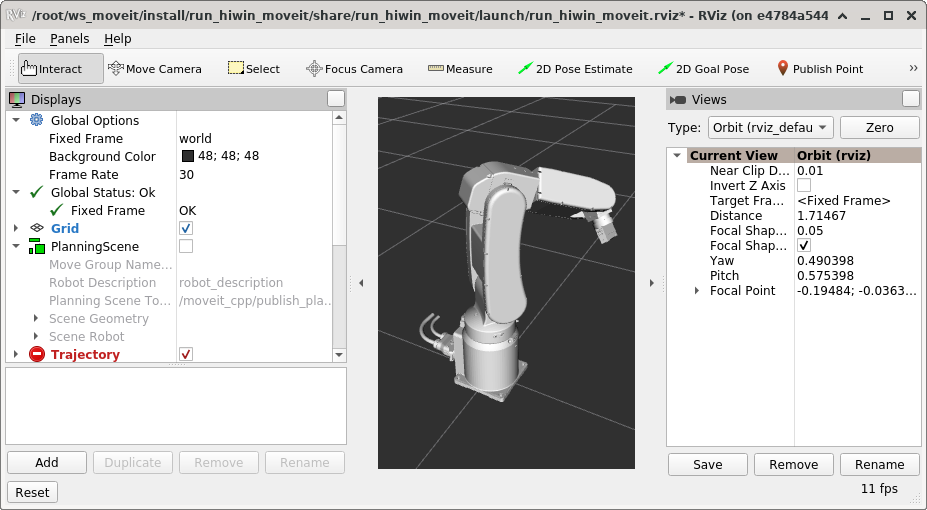 /root/ws_moveit/install/run_hiwin_moveit/share/run_hiwin_moveit/launch/run_hiwin_moveit.rviz* - RViz (on e4784a544
File Panels Help
Interact Move Camera Select Focus Camera Measure 2D Pose Estimate 2D Goal Pose Publish Point »
Displays
Global Options
Fixed Frame world
Background Color 48; 48; 48
Frame Rate 30
Global Status: Ok
Fixed Frame OK
Grid
PlanningScene
Move Group Name...
Robot Description robot_description
Planning Scene To... /moveit_cpp/publish_pla...
Scene Geometry
Scene Robot
Trajectory
Add Duplicate Remove Rename
Reset
Views
Type: Orbit (rviz_defau Zero
Current View Orbit (rviz)
Near Clip D... 0.01
Invert Z Axis
Target Fra... <Fixed Frame>
Distance 1.71467
Focal Shap... 0.05
Focal Shap...
Yaw 0.490398
Pitch 0.575398
Focal Point -0.19484; -0.0363...
Save Remove Rename
11 fps